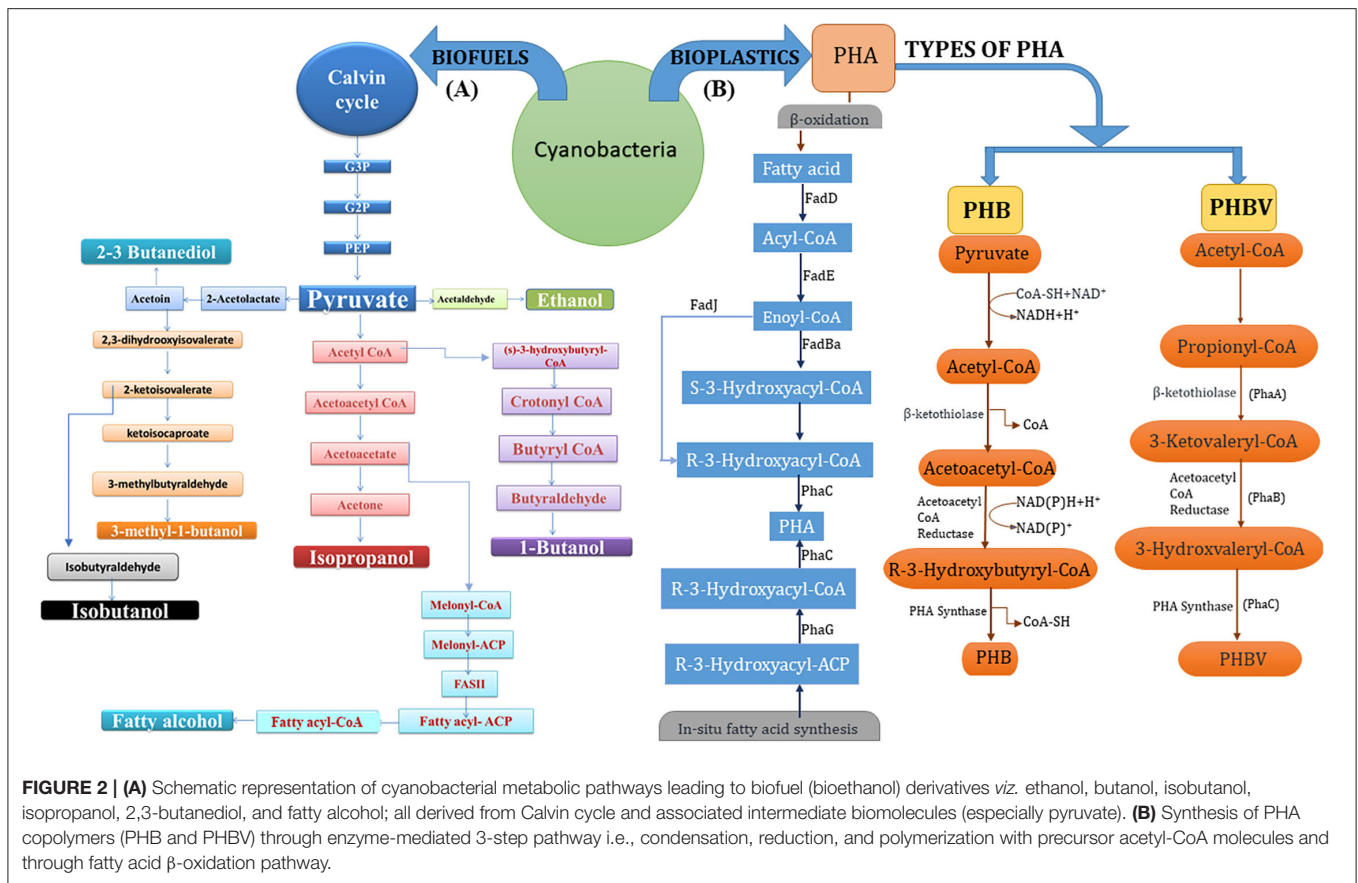 BIOFUELS
(A)
BIOPLASTICS
(B)
Cyanobacteria
Calvin
cycle
G3P
G2P
PEP
Pyruvate
2-Acetolactate
Acetoin
2-3 Butanediol
2,3-dihydrooxyisovalerate
2-ketoisovalerate
ketoisocaproate
3-methylbutyraldehyde
3-methyl-1-butanol
Isobutyraldehyde
Isobutanol
Acetaldehyde
Ethanol
Acetyl CoA
Acetoacetyl CoA
Acetoacetate
Acetone
Isopropanol
(s)-3-hydroxybutyryl-
CoA
Crotonyl CoA
Butyryl CoA
Butyraldehyde
1-Butanol
Melonyl-CoA
Melonyl-ACP
FASII
Fatty acyl- ACP
Fatty acyl-CoA
Fatty alcohol
PHA
TYPES OF PHA
β-oxidation
Fatty acid
FadD
Acyl-CoA
FadE
FadJ
Enoyl-CoA
FadBa
S-3-Hydroxyacyl-CoA
R-3-Hydroxyacyl-CoA
PhaC
PHA
PhaC
R-3-Hydroxyacyl-CoA
PhaG
R-3-Hydroxyacyl-ACP
In-situ fatty acid synthesis
PHB
Pyruvate
CoA-SH+NAD⁺
NADH+H⁺
Acetyl-CoA
β-ketothiolase
CoA
Acetoacetyl-CoA
Acetoacetyl
CoA
Reductase
NAD(P)H+H⁺
NAD(P)⁺
R-3-Hydroxybutyryl-CoA
PHA Synthase
CoA-SH
PHB
PHBV
Acetyl-CoA
Propionyl-CoA
β-ketothiolase
(PhaA)
3-Ketovaleryl-CoA
Acetoacetyl
CoA
Reductase
(PhaB)
3-Hydroxvaleryl-CoA
PHA Synthase
(PhaC)
PHBV
FIGURE 2 | (A) Schematic representation of cyanobacterial metabolic pathways leading to biofuel (bioethanol) derivatives viz. ethanol, butanol, isobutanol,
isopropanol, 2,3-butanediol, and fatty alcohol; all derived from Calvin cycle and associated intermediate biomolecules (especially pyruvate). (B) Synthesis of PHA
copolymers (PHB and PHBV) through enzyme-mediated 3-step pathway i.e., condensation, reduction, and polymerization with precursor acetyl-CoA molecules and
through fatty acid β-oxidation pathway.